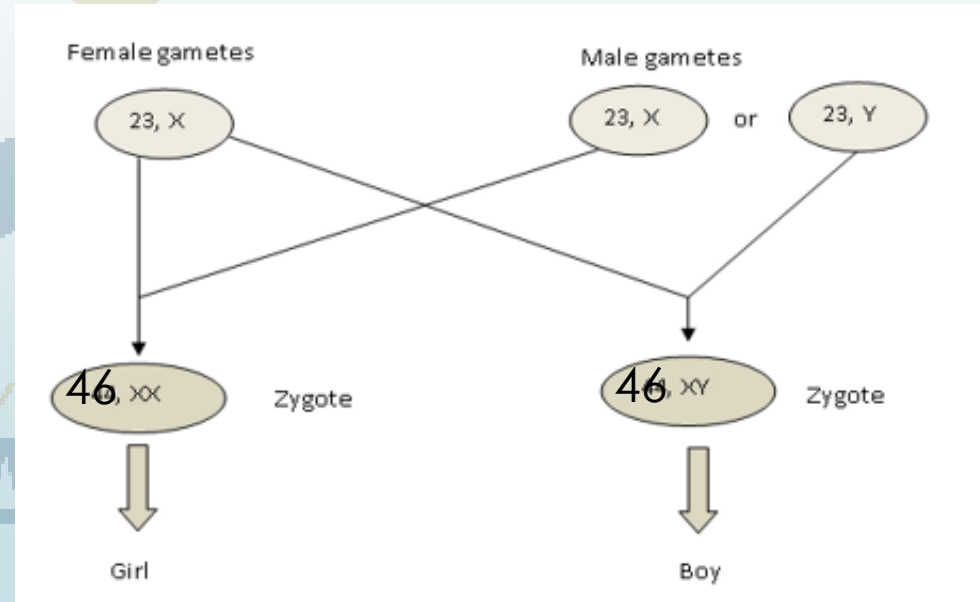 Female gametes
Male gametes
23, X
23, X
or
23, Y
46, XX
Zygote
46, XY
Zygote
Girl
Boy